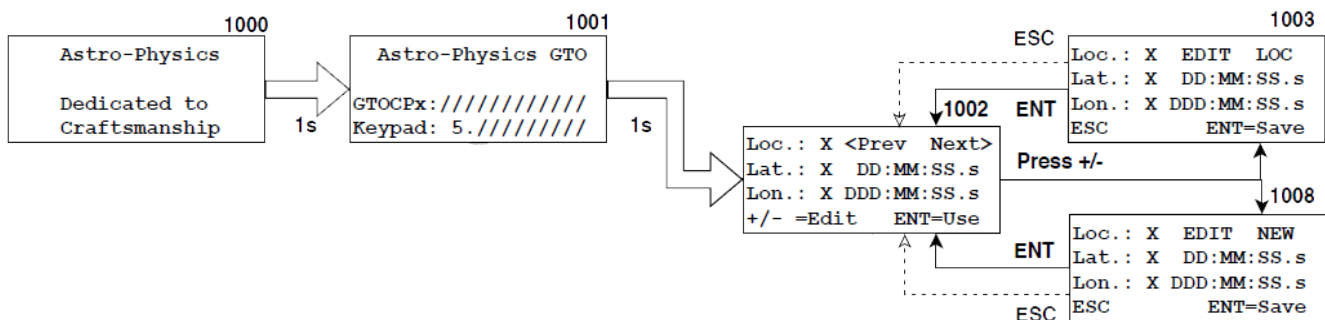 1000
Astro-Physics
Dedicated to
Craftsmanship
1s
1001
Astro-Physics GTO
GTOCPx:////////////
Keypad: 5./////////
1s
1002
Loc.: X <Prev Next>
Lat.: X DD:MM:SS.s
Lon.: X DDD:MM:SS.s
+/- =Edit ENT=Use
ESC
ENT
Press +/-
ENT
ESC
1003
Loc.: X EDIT LOC
Lat.: X DD:MM:SS.s
Lon.: X DDD:MM:SS.s
ESC ENT=Save
1008
Loc.: X EDIT NEW
Lat.: X DD:MM:SS.s
Lon.: X DDD:MM:SS.s
ESC ENT=Save